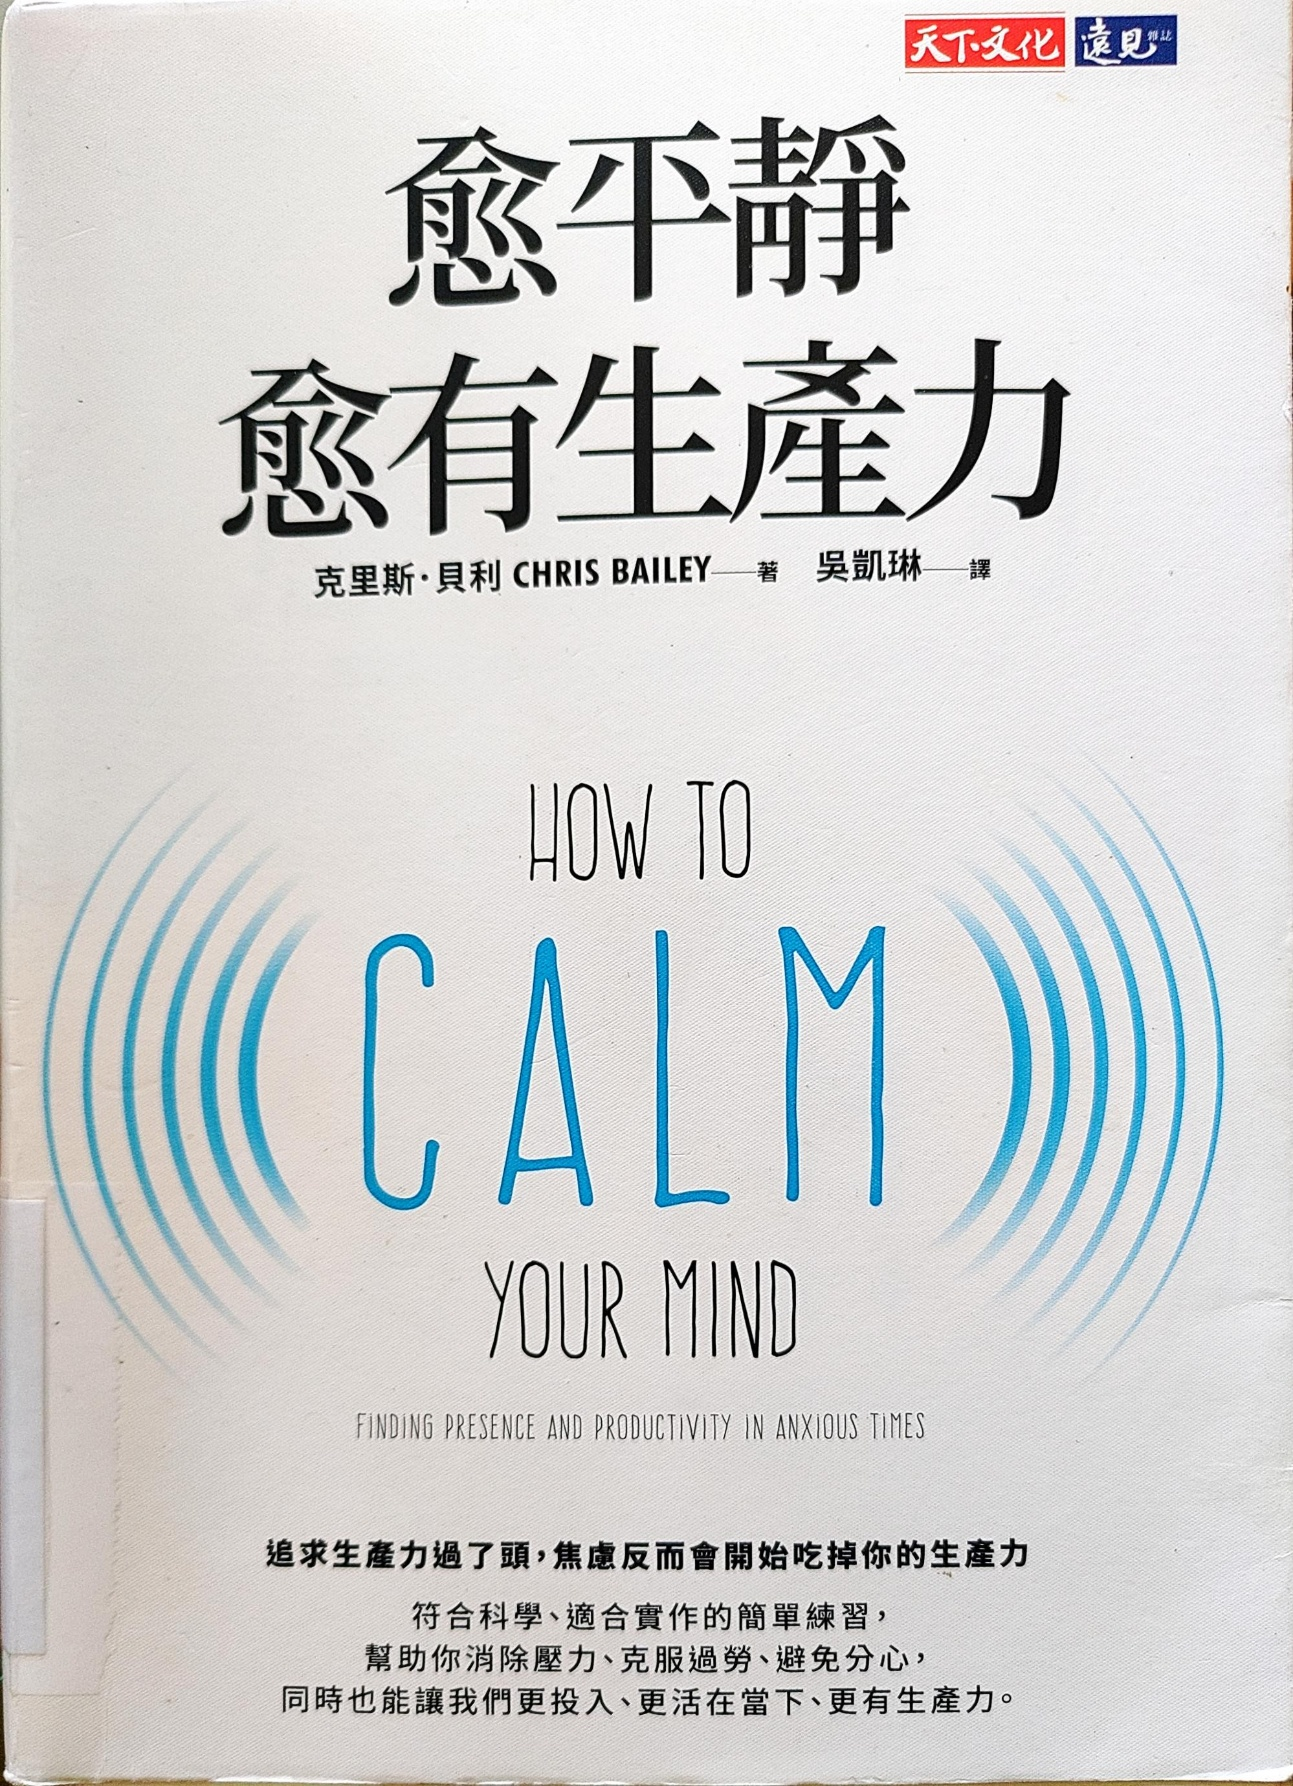 天下文化 遠見雜誌
愈平靜
愈有生產力
克里斯·貝利 CHRIS BAILEY——著 吳凱琳——譯
HOW TO
CALM
YOUR MIND
FINDING PRESENCE AND PRODUCTIVITY IN ANXIOUS TIMES
追求生產力過了頭，焦慮反而會開始吃掉你的生產力
符合科學、適合實作的簡單練習，
幫助你消除壓力、克服過勞、避免分心，
同時也能讓我們更投入、更活在當下、更有生產力。